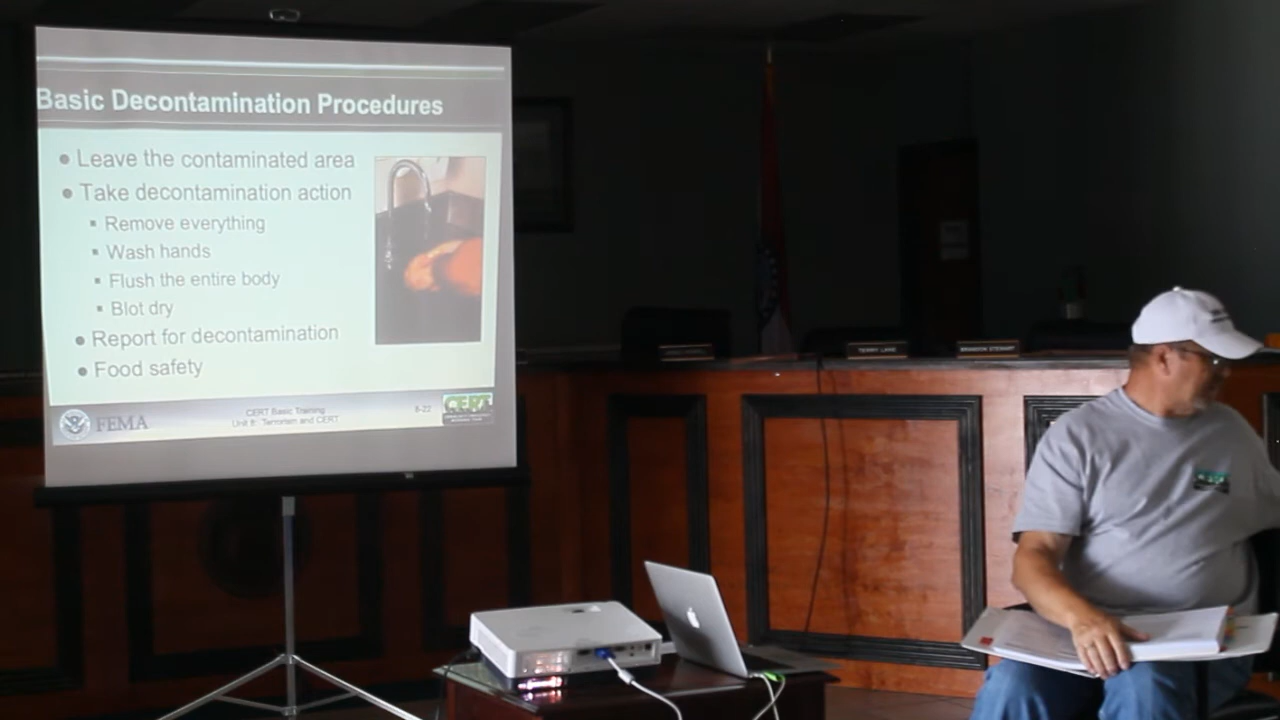 Basic Decontamination Procedures
Leave the contaminated area
Take decontamination action
Remove everything
Wash hands
Flush the entire body
Blot dry
Report for decontamination
Food safety
FEMA
CERT Basic Training
Unit 8: Terrorism and CERT
8-22
CERT
TERRY LAND
BRANDON STEWART